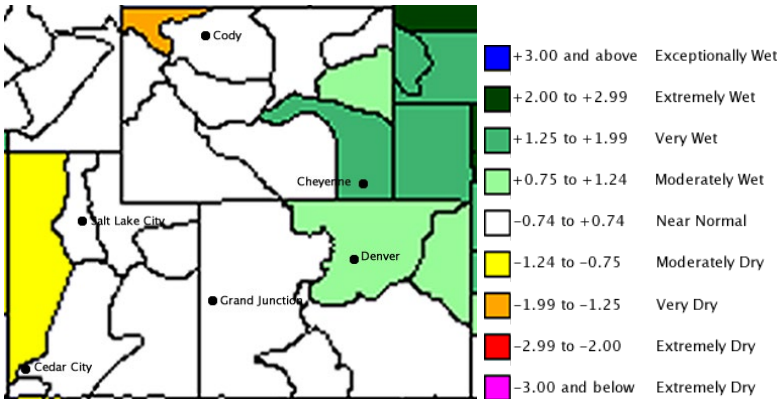 Cody
Cheyenne
Salt Lake City
Denver
Grand Junction
Cedar City
+3.00 and above Exceptionally Wet
+2.00 to +2.99 Extremely Wet
+1.25 to +1.99 Very Wet
+0.75 to +1.24 Moderately Wet
−0.74 to +0.74 Near Normal
−1.24 to −0.75 Moderately Dry
−1.99 to −1.25 Very Dry
−2.99 to −2.00 Extremely Dry
−3.00 and below Extremely Dry